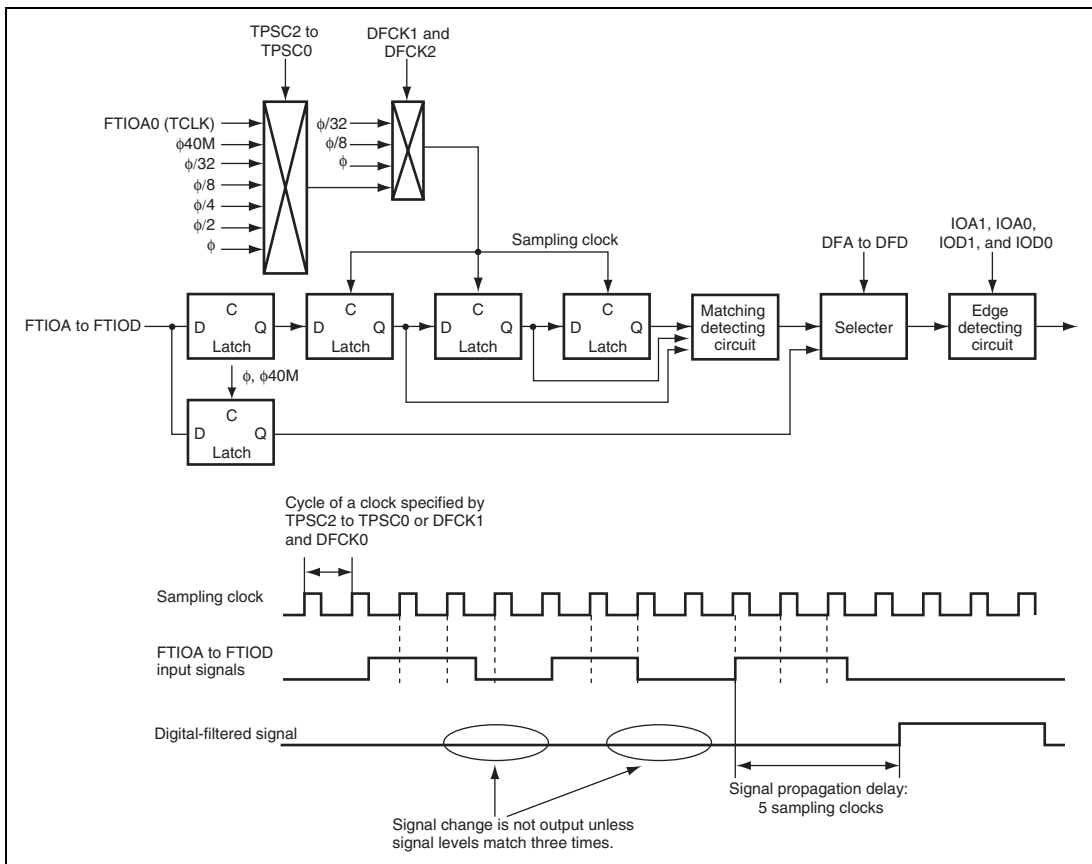 TPSC2 to
TPSC0
DFCK1 and
DFCK2
FTIOA0 (TCLK)
ϕ40M
ϕ/32
ϕ/8
ϕ/4
ϕ/2
ϕ
ϕ/32
ϕ/8
ϕ
Sampling clock
DFA to DFD
IOA1, IOA0,
IOD1, and IOD0
FTIOA to FTIOD
C
D Q
Latch
C
D Q
Latch
C
D Q
Latch
C
D Q
Latch
Matching
detecting
circuit
Selecter
Edge
detecting
circuit
ϕ, ϕ40M
C
D Q
Latch
Cycle of a clock specified by
TPSC2 to TPSC0 or DFCK1
and DFCK0
Sampling clock
FTIOA to FTIOD
input signals
Digital-filtered signal
Signal propagation delay:
5 sampling clocks
Signal change is not output unless
signal levels match three times.